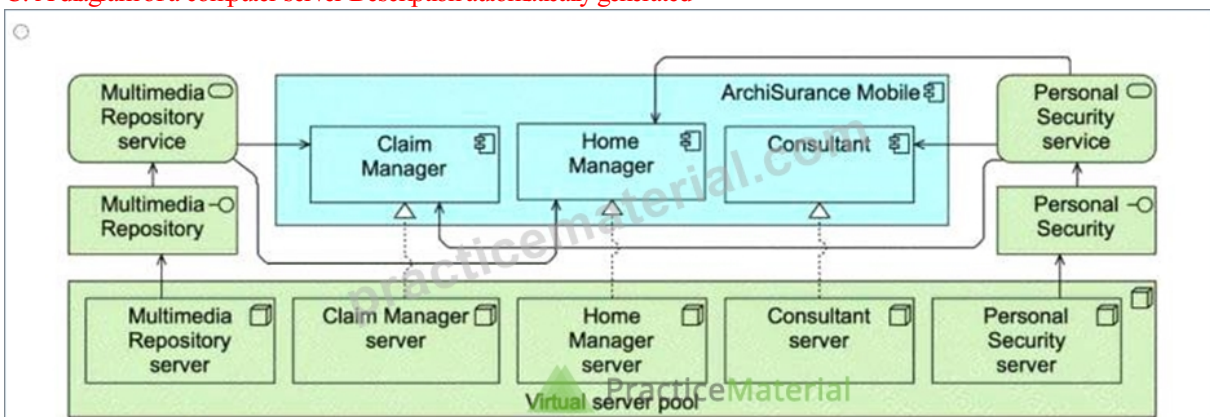 Multimedia
Repository
service
ArchiSurance Mobile
Personal
Security
service
Claim
Manager
Home
Manager
Consultant
Multimedia
Repository
Personal
Security
practicematerial.com
Multimedia
Repository
server
Claim Manager
server
Home
Manager
server
Consultant
server
Personal
Security
server
PracticeMaterial
Virtual server pool